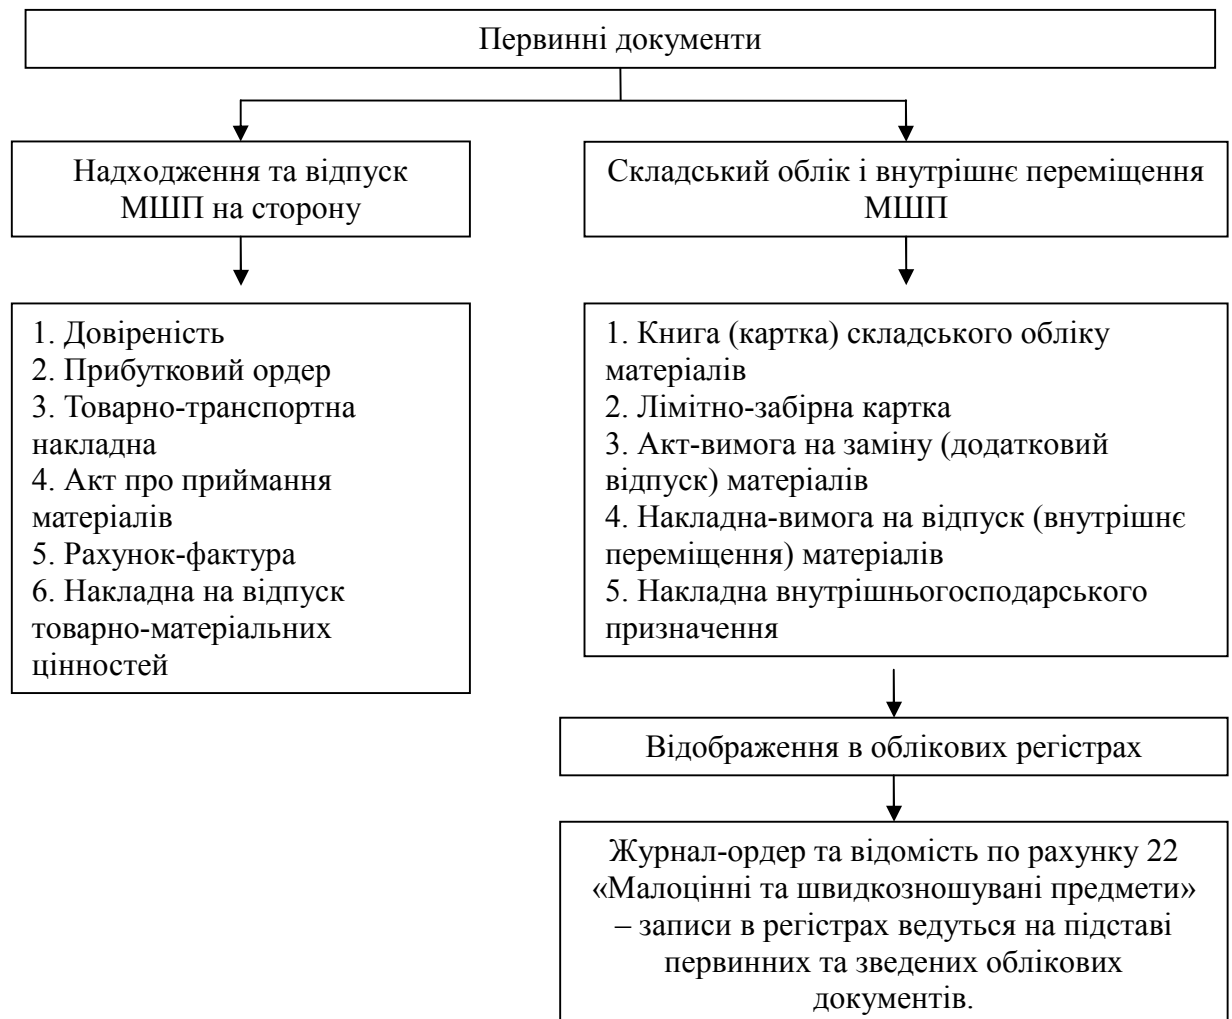 Первинні документи
Надходження та відпуск
МШП на сторону
Складський облік і внутрішнє переміщення
МШП
1. Довіреність
2. Прибутковий ордер
3. Товарно-транспортна
накладна
4. Акт про приймання
матеріалів
5. Рахунок-фактура
6. Накладна на відпуск
товарно-матеріальних
цінностей
1. Книга (картка) складського обліку
матеріалів
2. Лімітно-забірна картка
3. Акт-вимога на заміну (додатковий
відпуск) матеріалів
4. Накладна-вимога на відпуск (внутрішнє
переміщення) матеріалів
5. Накладна внутрішньогосподарського
призначення
Відображення в облікових регістрах
Журнал-ордер та відомість по рахунку 22
«Малоцінні та швидкозношувані предмети»
– записи в регістрах ведуться на підставі
первинних та зведених облікових
документів.